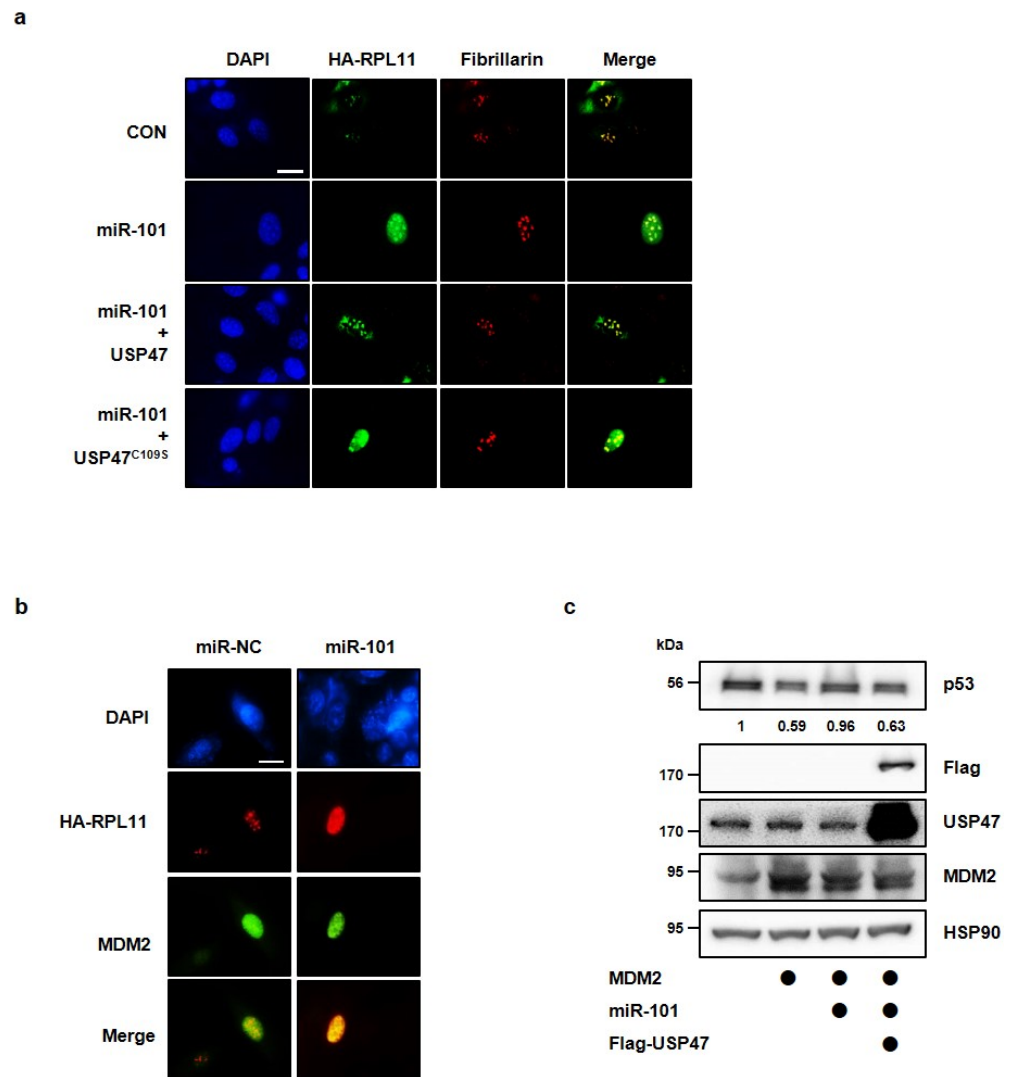 a
DAPI HA-RPL11 Fibrillarin Merge
CON
miR-101
miR-101
+
USP47
miR-101
+
USP47C109S
b
miR-NC miR-101
DAPI
HA-RPL11
MDM2
Merge
c
kDa
56 p53
1 0.59 0.96 0.63
170 Flag
170 USP47
95 MDM2
95 HSP90
MDM2
miR-101
Flag-USP47